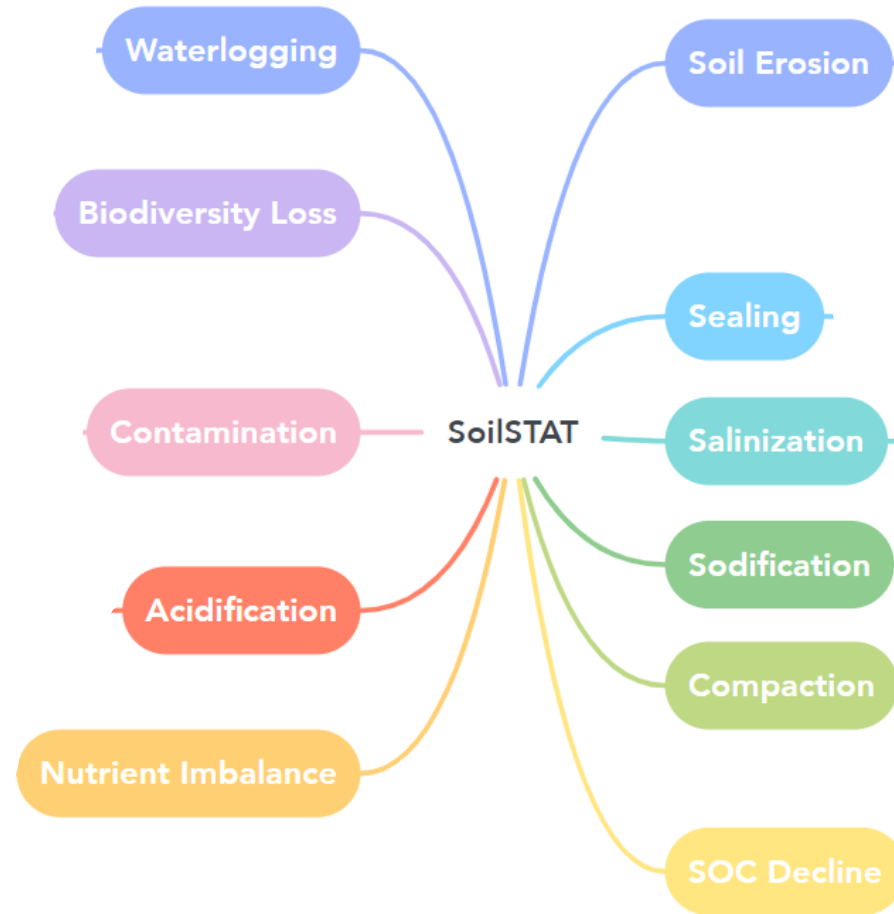 Waterlogging
Soil Erosion
Biodiversity Loss
Sealing
Contamination
SoilSTAT
Salinization
Sodification
Acidification
Compaction
Nutrient Imbalance
SOC Decline